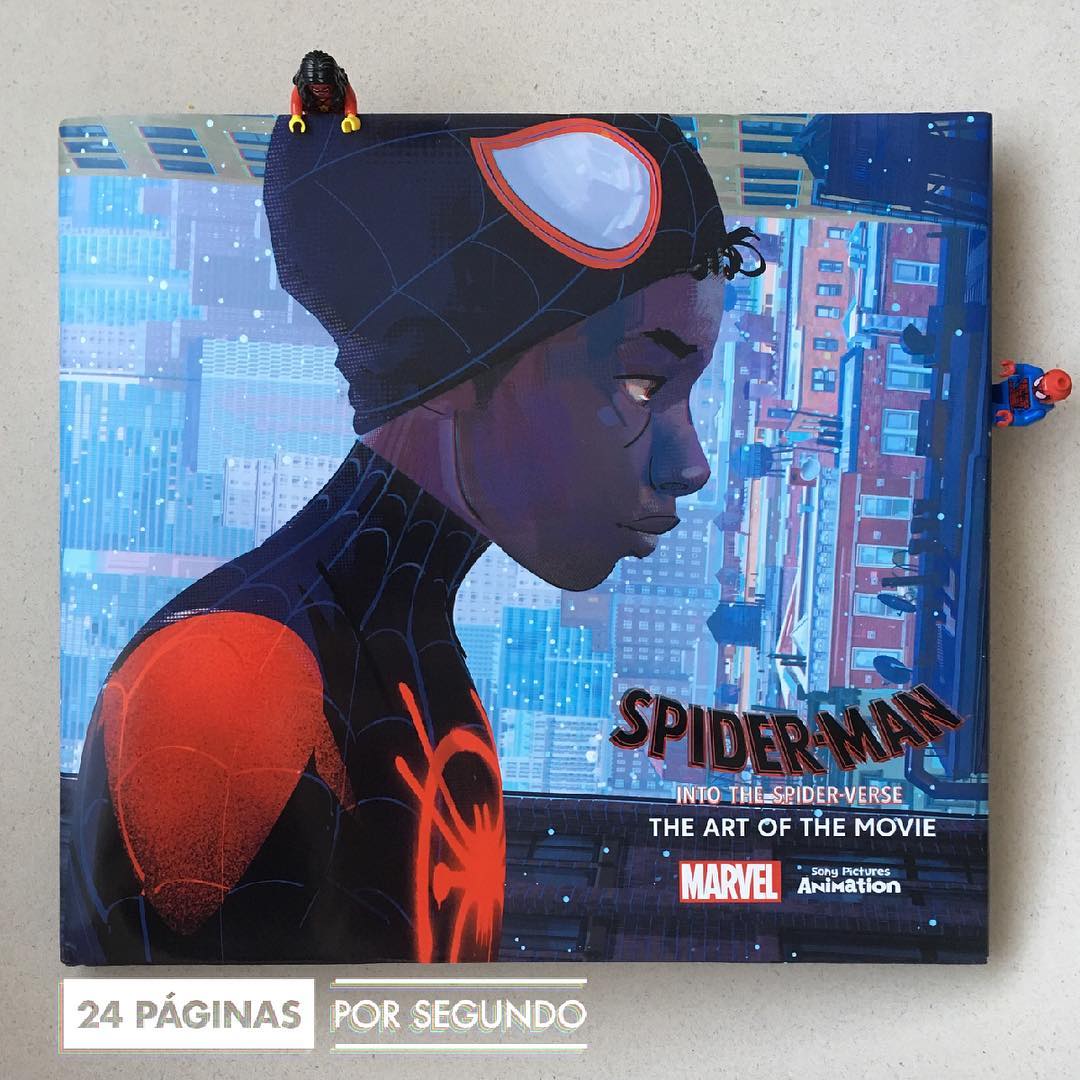 SPIDER-MAN
INTO THE SPIDER-VERSE
THE ART OF THE MOVIE
MARVEL
Sony Pictures
Animation
24 PÁGINAS POR SEGUNDO